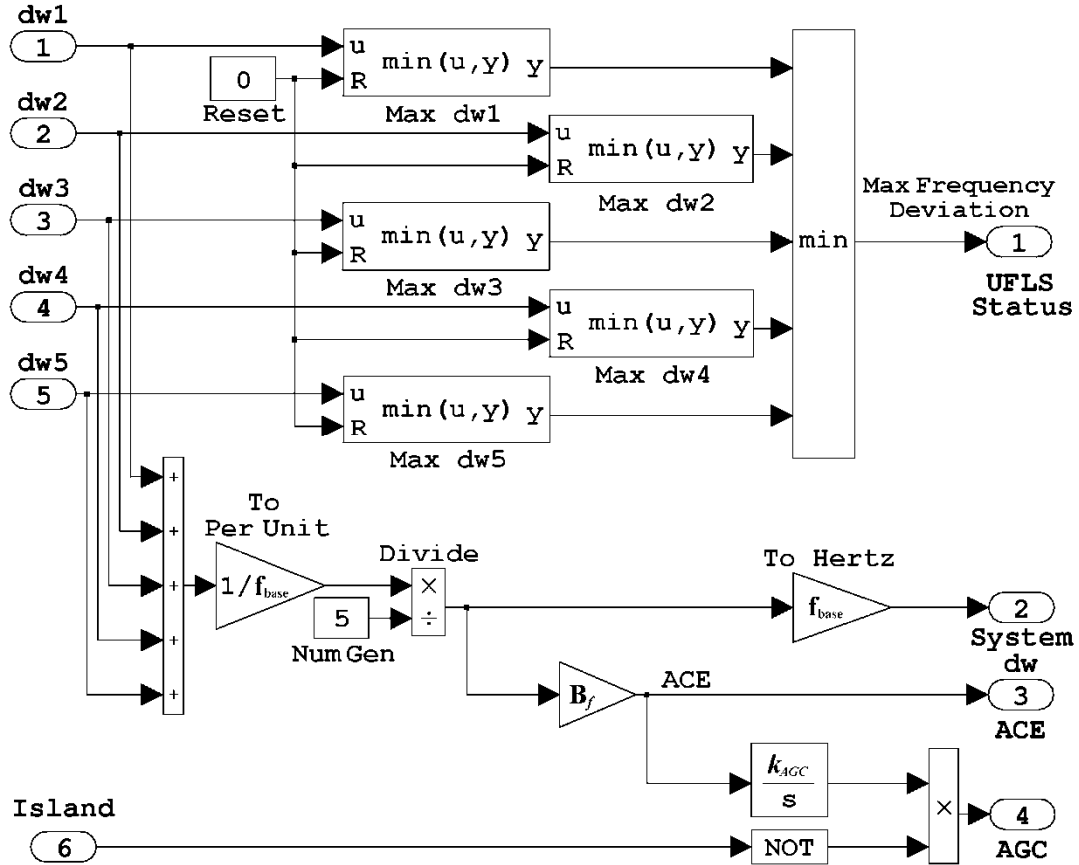 dw1
1
u
R
min(u,y) y
0
Reset
Max dw1
dw2
2
u
R
min(u,y) y
Max dw2
dw3
3
u
R
min(u,y) y
Max dw3
Max Frequency
Deviation
min
1
UFLS
Status
dw4
4
u
R
min(u,y) y
Max dw4
dw5
5
u
R
min(u,y) y
Max dw5
+
+
+
+
+
To
Per Unit
1/f_base
Divide
×
÷
5
Num Gen
To Hertz
f_base
2
System
dw
B_f
ACE
3
ACE
k_AGC
s
×
4
AGC
Island
6
NOT